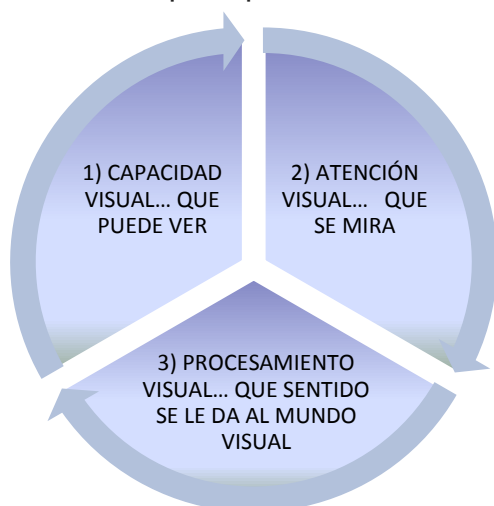 1) CAPACIDAD
VISUAL... QUE
PUEDE VER
2) ATENCIÓN
VISUAL... QUE
SE MIRA
3) PROCESAMIENTO
VISUAL... QUE SENTIDO
SE LE DA AL MUNDO
VISUAL